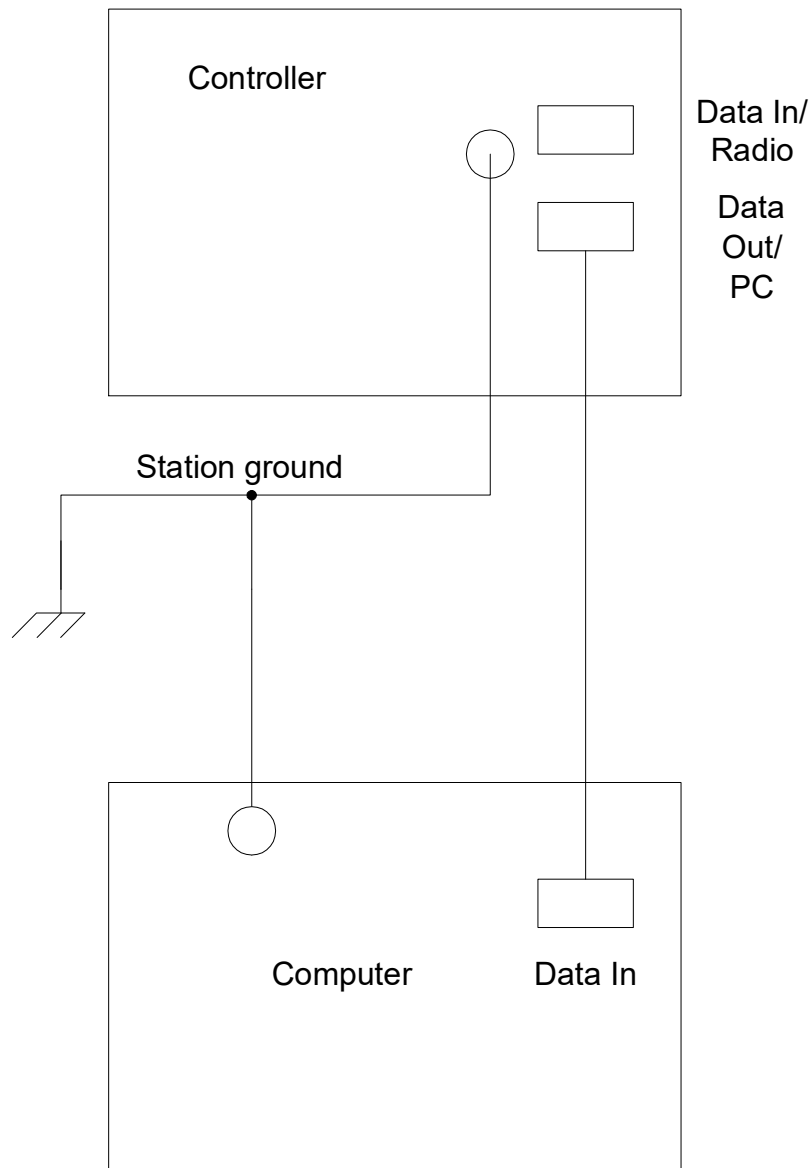 Controller
Data In/
Radio
Data
Out/
PC
Station ground
Computer
Data In